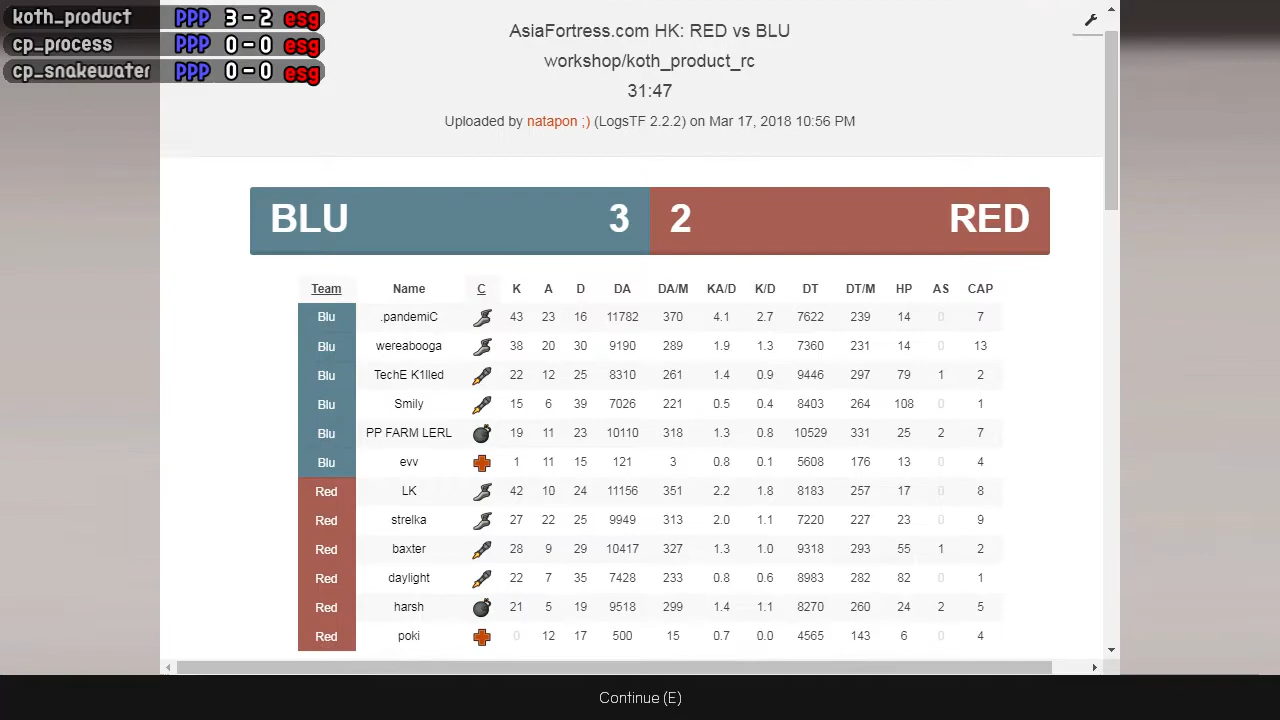 koth_product PPP 3-2 esg
cp_process PPP 0-0 esg
cp_snakewater PPP 0-0 esg
AsiaFortress.com HK: RED vs BLU
workshop/koth_product_rc
31:47
Uploaded by natapon ;) (LogsTF 2.2.2) on Mar 17, 2018 10:56 PM
BLU 3 2 RED
Team Name C K A D DA DA/M KA/D K/D DT DT/M HP AS CAP
Blu .pandemiC 43 23 16 11782 370 4.1 2.7 7622 239 14 0 7
Blu wereabooga 38 20 30 9190 289 1.9 1.3 7360 231 14 0 13
Blu TechE K1lled 22 12 25 8310 261 1.4 0.9 9446 297 79 1 2
Blu Smily 15 6 39 7026 221 0.5 0.4 8403 264 108 0 1
Blu PP FARM LERL 19 11 23 10110 318 1.3 0.8 10529 331 25 2 7
Blu evv 1 11 15 121 3 0.8 0.1 5608 176 13 0 4
Red LK 42 10 24 11156 351 2.2 1.8 8183 257 17 0 8
Red strelka 27 22 25 9949 313 2.0 1.1 7220 227 23 0 9
Red baxter 28 9 29 10417 327 1.3 1.0 9318 293 55 1 2
Red daylight 22 7 35 7428 233 0.8 0.6 8983 282 82 0 1
Red harsh 21 5 19 9518 299 1.4 1.1 8270 260 24 2 5
Red poki 0 12 17 500 15 0.7 0.0 4565 143 6 0 4
Continue (E)